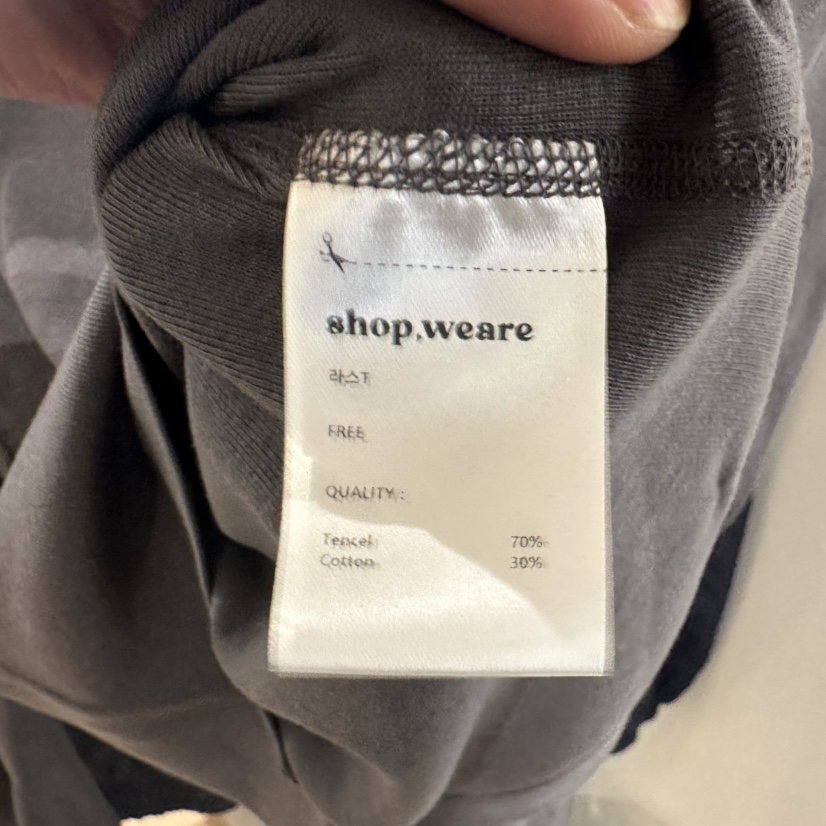 shop,weare
라스T
FREE
QUALITY :
Tencel 70%
Cotton 30%